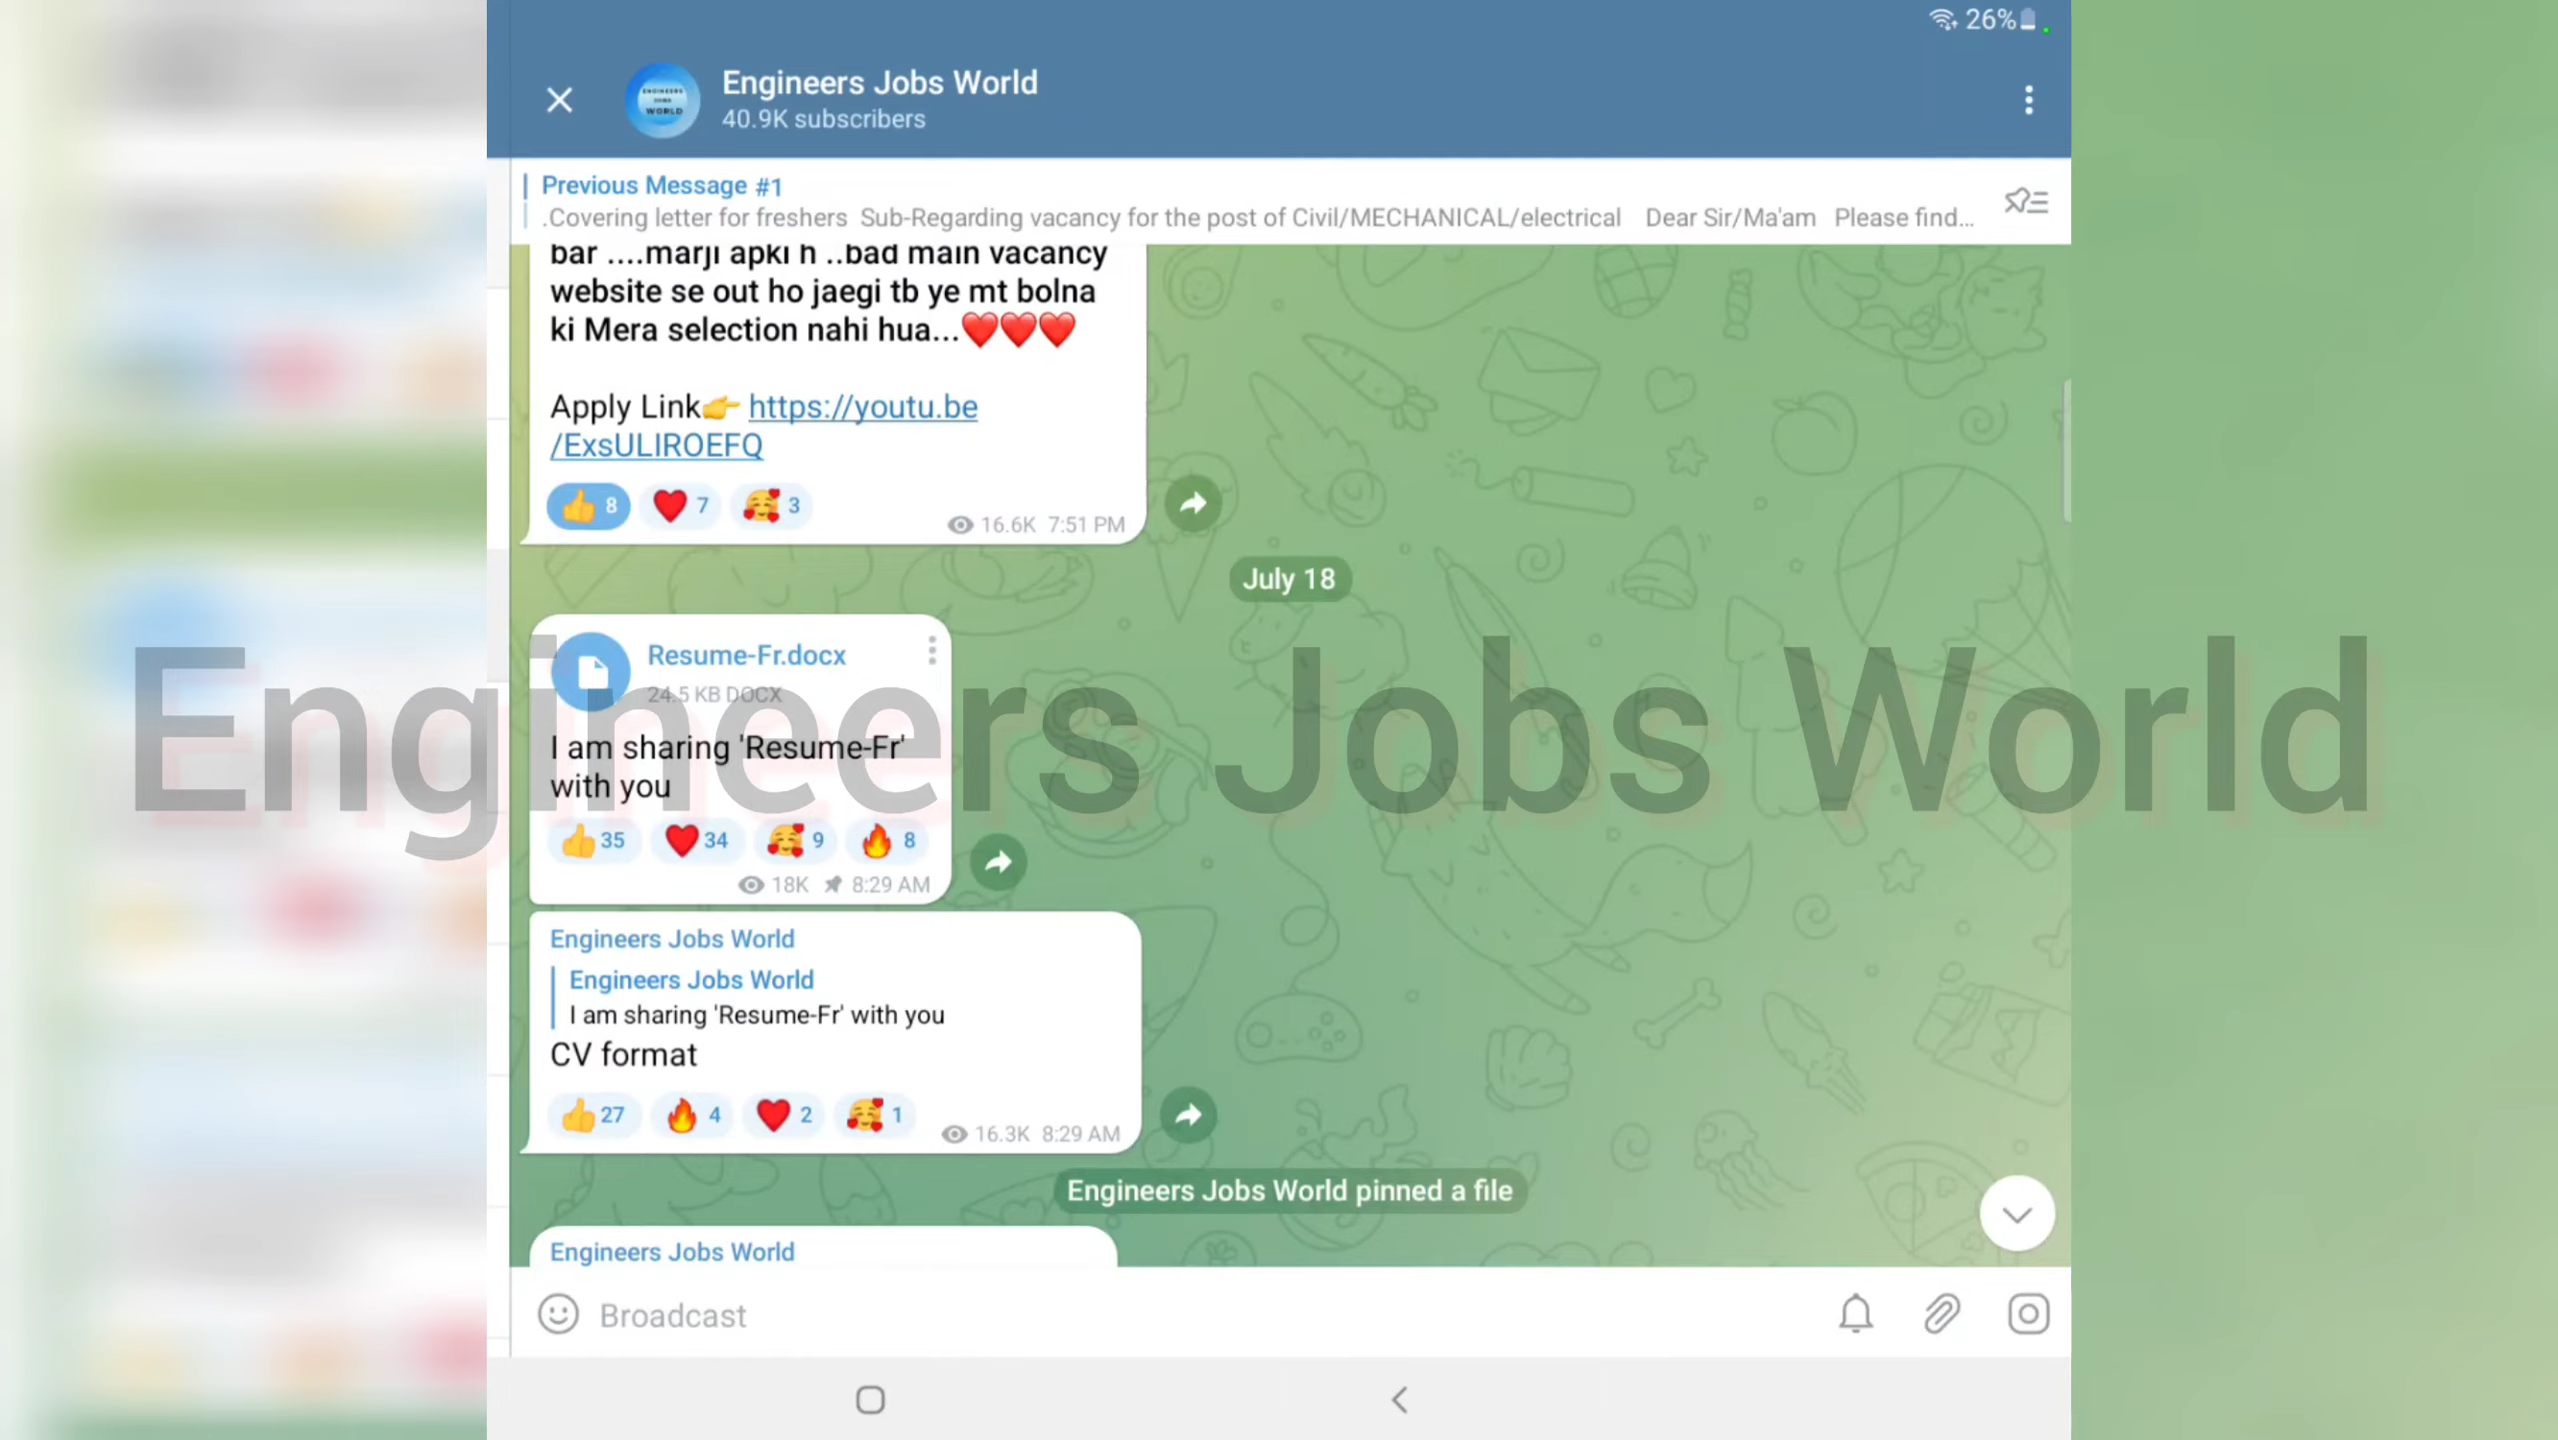 26%
Engineers Jobs World
40.9K subscribers
ENGINEERS
JOBS
WORLD
Previous Message #1
.Covering letter for freshers Sub-Regarding vacancy for the post of Civil/MECHANICAL/electrical Dear Sir/Ma'am Please find...
bar ....marji apki h ..bad main vacancy
website se out ho jaegi tb ye mt bolna
ki Mera selection nahi hua...❤️❤️❤️
Apply Link👉 https://youtu.be
/ExsULIROEFQ
👍 8 ❤️ 7 🥰 3
16.6K 7:51 PM
July 18
Resume-Fr.docx
24.5 KB DOCX
I am sharing 'Resume-Fr'
with you
👍 35 ❤️ 34 🥰 9 🔥 8
18K 8:29 AM
Engineers Jobs World
Engineers Jobs World
Engineers Jobs World
I am sharing 'Resume-Fr' with you
CV format
👍 27 🔥 4 ❤️ 2 🥰 1
16.3K 8:29 AM
Engineers Jobs World pinned a file
Engineers Jobs World
Broadcast